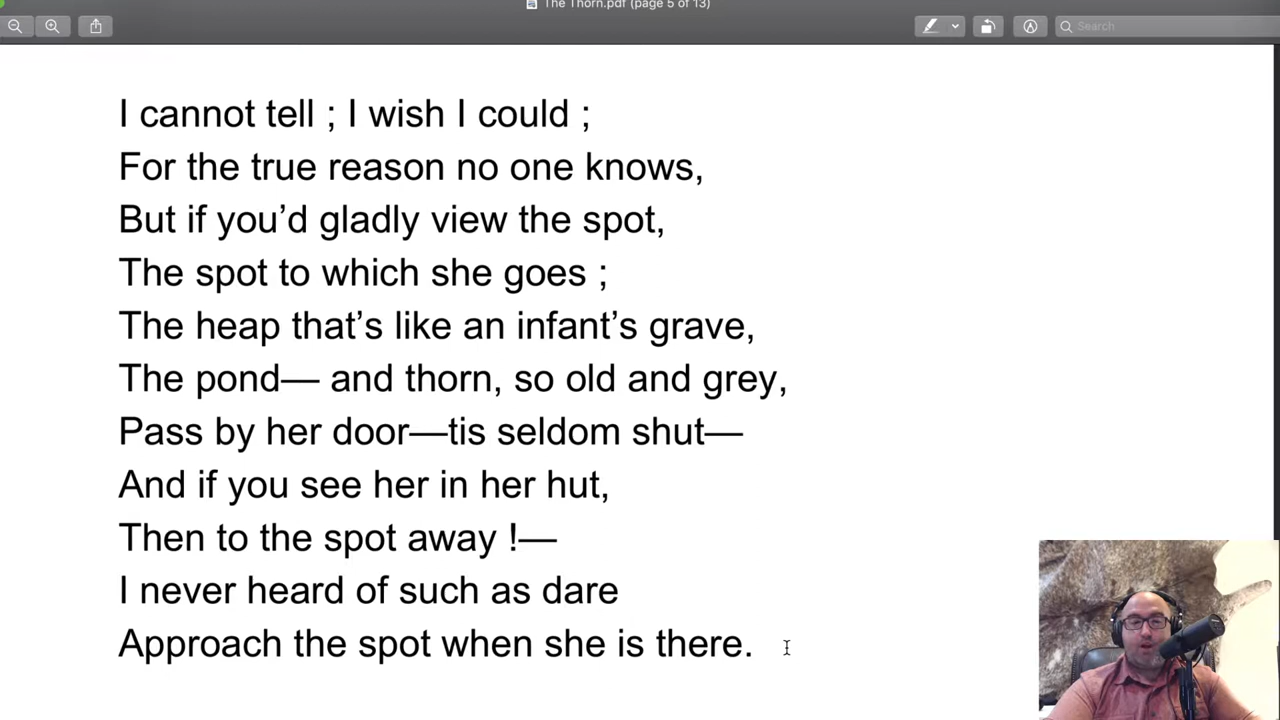 The Thorn.pdf (page 5 of 13)
Search
I cannot tell ; I wish I could ;
For the true reason no one knows,
But if you’d gladly view the spot,
The spot to which she goes ;
The heap that’s like an infant’s grave,
The pond— and thorn, so old and grey,
Pass by her door—tis seldom shut—
And if you see her in her hut,
Then to the spot away !—
I never heard of such as dare
Approach the spot when she is there.